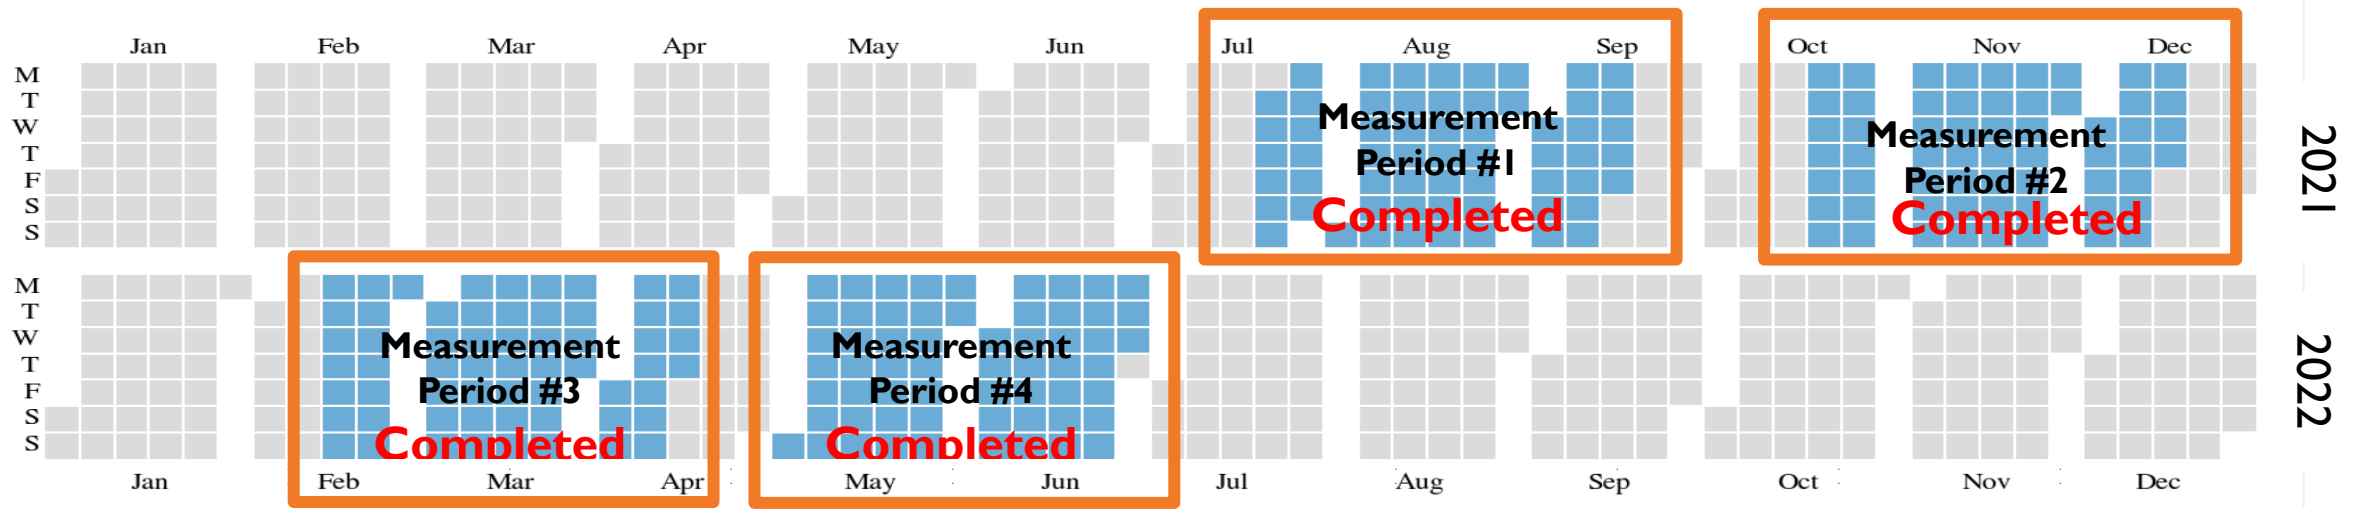 Jan Feb Mar Apr May Jun Jul Aug Sep Oct Nov Dec
M
T
W
T
F
S
S
Measurement
Period #1
Completed
Measurement
Period #2
Completed
2021
M
T
W
T
F
S
S
Measurement
Period #3
Completed
Measurement
Period #4
Completed
2022
Jan Feb Mar Apr May Jun Jul Aug Sep Oct Nov Dec